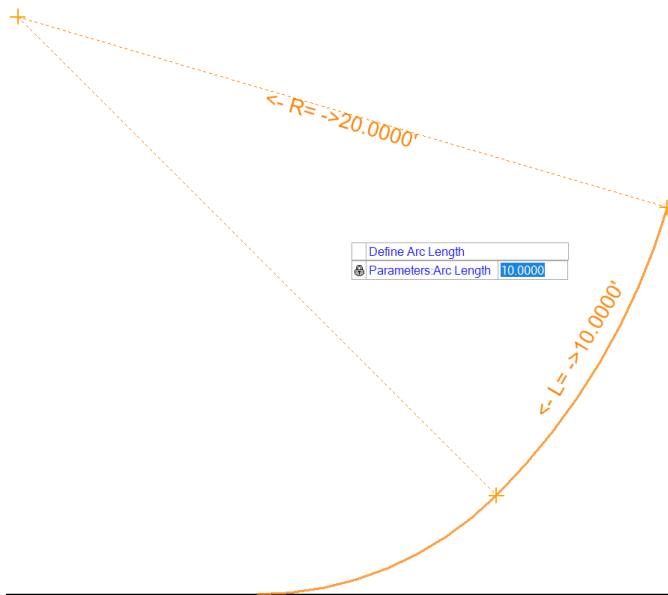 <- R= ->20.0000'
Define Arc Length
Parameters:Arc Length 10.0000
<- L= ->10.0000'